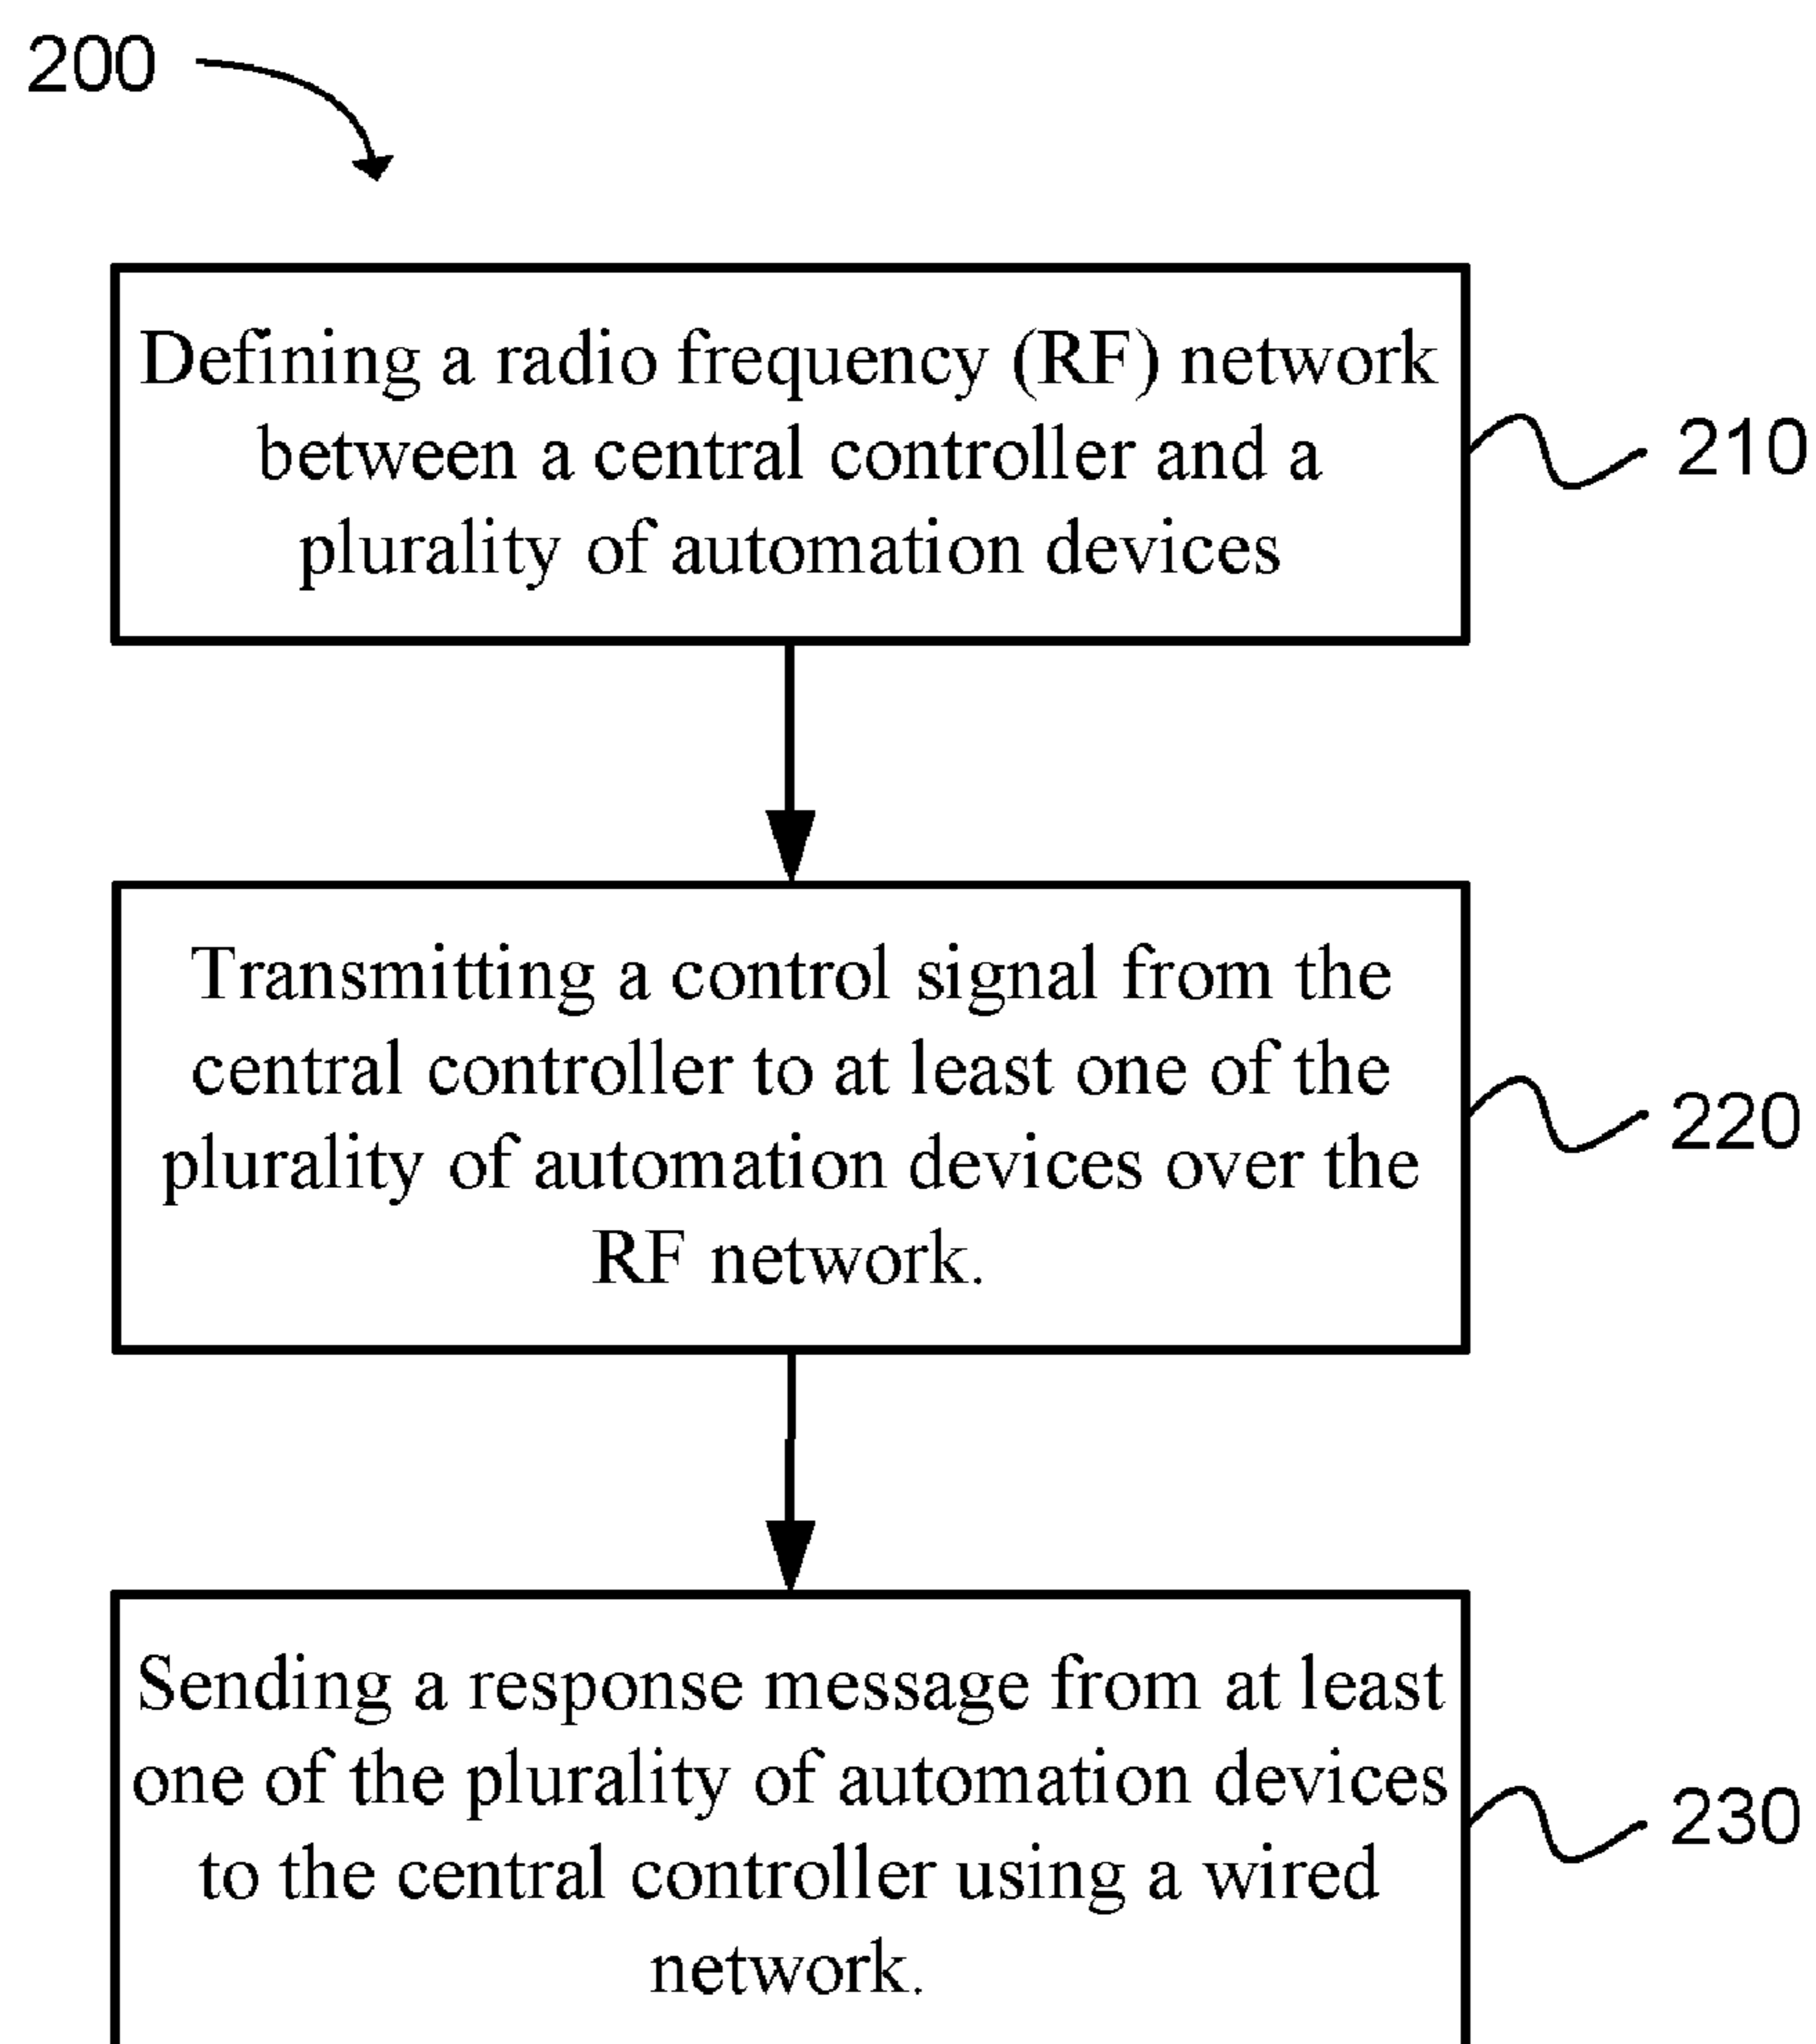 200
Defining a radio frequency (RF) network
between a central controller and a
plurality of automation devices
210
Transmitting a control signal from the
central controller to at least one of the
plurality of automation devices over the
RF network.
220
Sending a response message from at least
one of the plurality of automation devices
to the central controller using a wired
network.
230